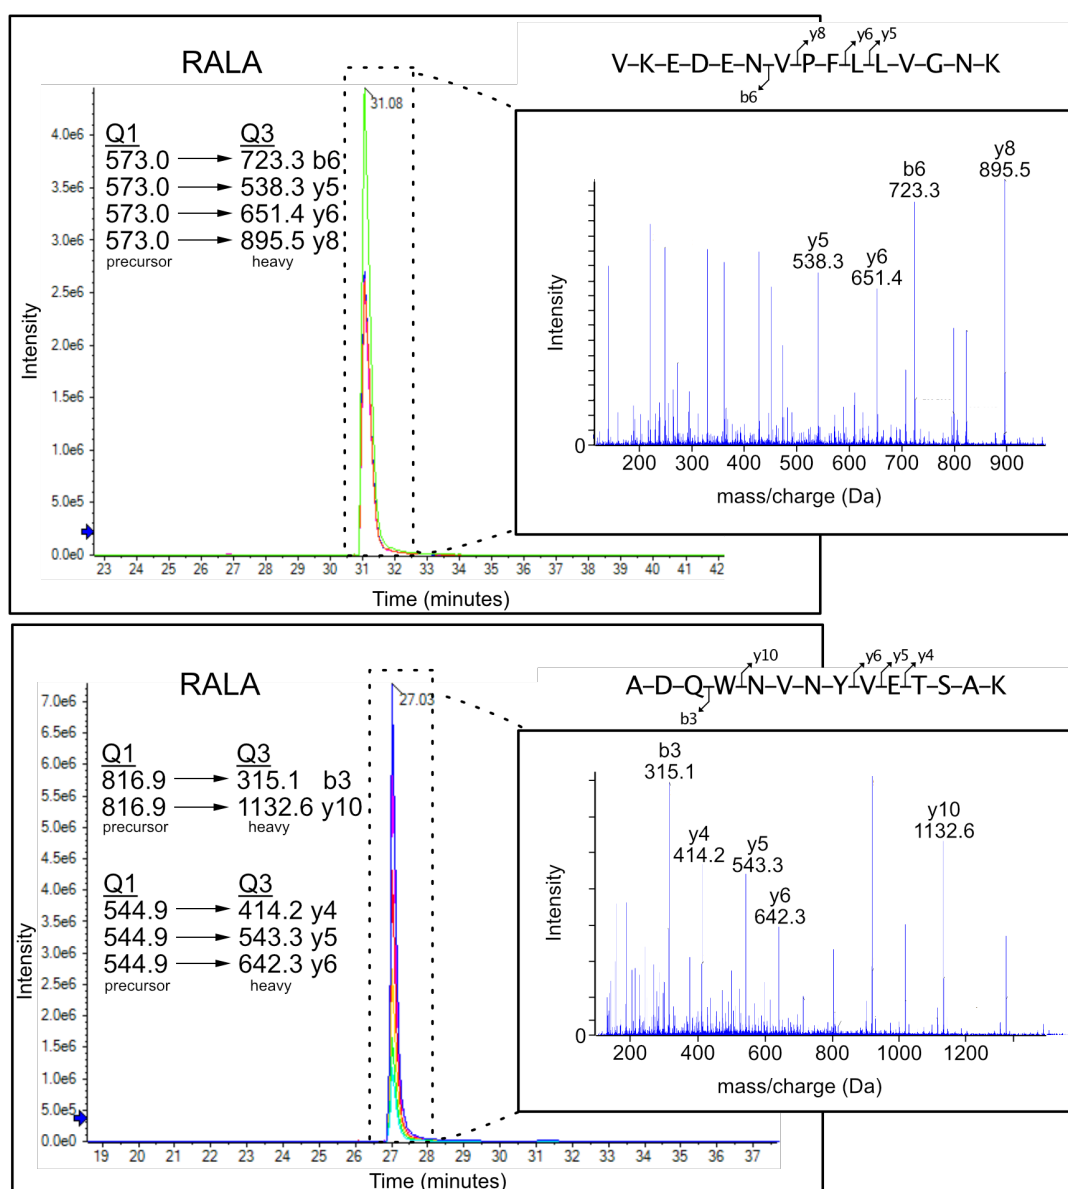 RALA
y8 y6 y5
V-K-E-D-E-N-V-P-F-L-L-V-G-N-K
b6
31.08
Q1 Q3
573.0 → 723.3 b6
573.0 → 538.3 y5
573.0 → 651.4 y6
573.0 → 895.5 y8
precursor heavy
4.0e6
3.5e6
3.0e6
2.5e6
2.0e6
1.5e6
1.0e6
5.0e5
0.0e0
Intensity
23 24 25 26 27 28 29 30 31 32 33 34 35 36 37 38 39 40 41 42
Time (minutes)
y8
895.5
b6
723.3
y5
538.3
y6
651.4
Intensity
0
200 300 400 500 600 700 800 900
mass/charge (Da)
RALA
y10 y6 y5 y4
A-D-Q-W-N-V-N-Y-V-E-T-S-A-K
b3
27.03
Q1 Q3
816.9 → 315.1 b3
816.9 → 1132.6 y10
precursor heavy
Q1 Q3
544.9 → 414.2 y4
544.9 → 543.3 y5
544.9 → 642.3 y6
precursor heavy
7.0e6
6.5e6
6.0e6
5.5e6
5.0e6
4.5e6
4.0e6
3.5e6
3.0e6
2.5e6
2.0e6
1.5e6
1.0e6
5.0e5
0.0e0
Intensity
19 20 21 22 23 24 25 26 27 28 29 30 31 32 33 34 35 36 37
Time (minutes)
b3
315.1
y4
414.2
y5
543.3
y6
642.3
y10
1132.6
Intensity
0
200 400 600 800 1000 1200
mass/charge (Da)